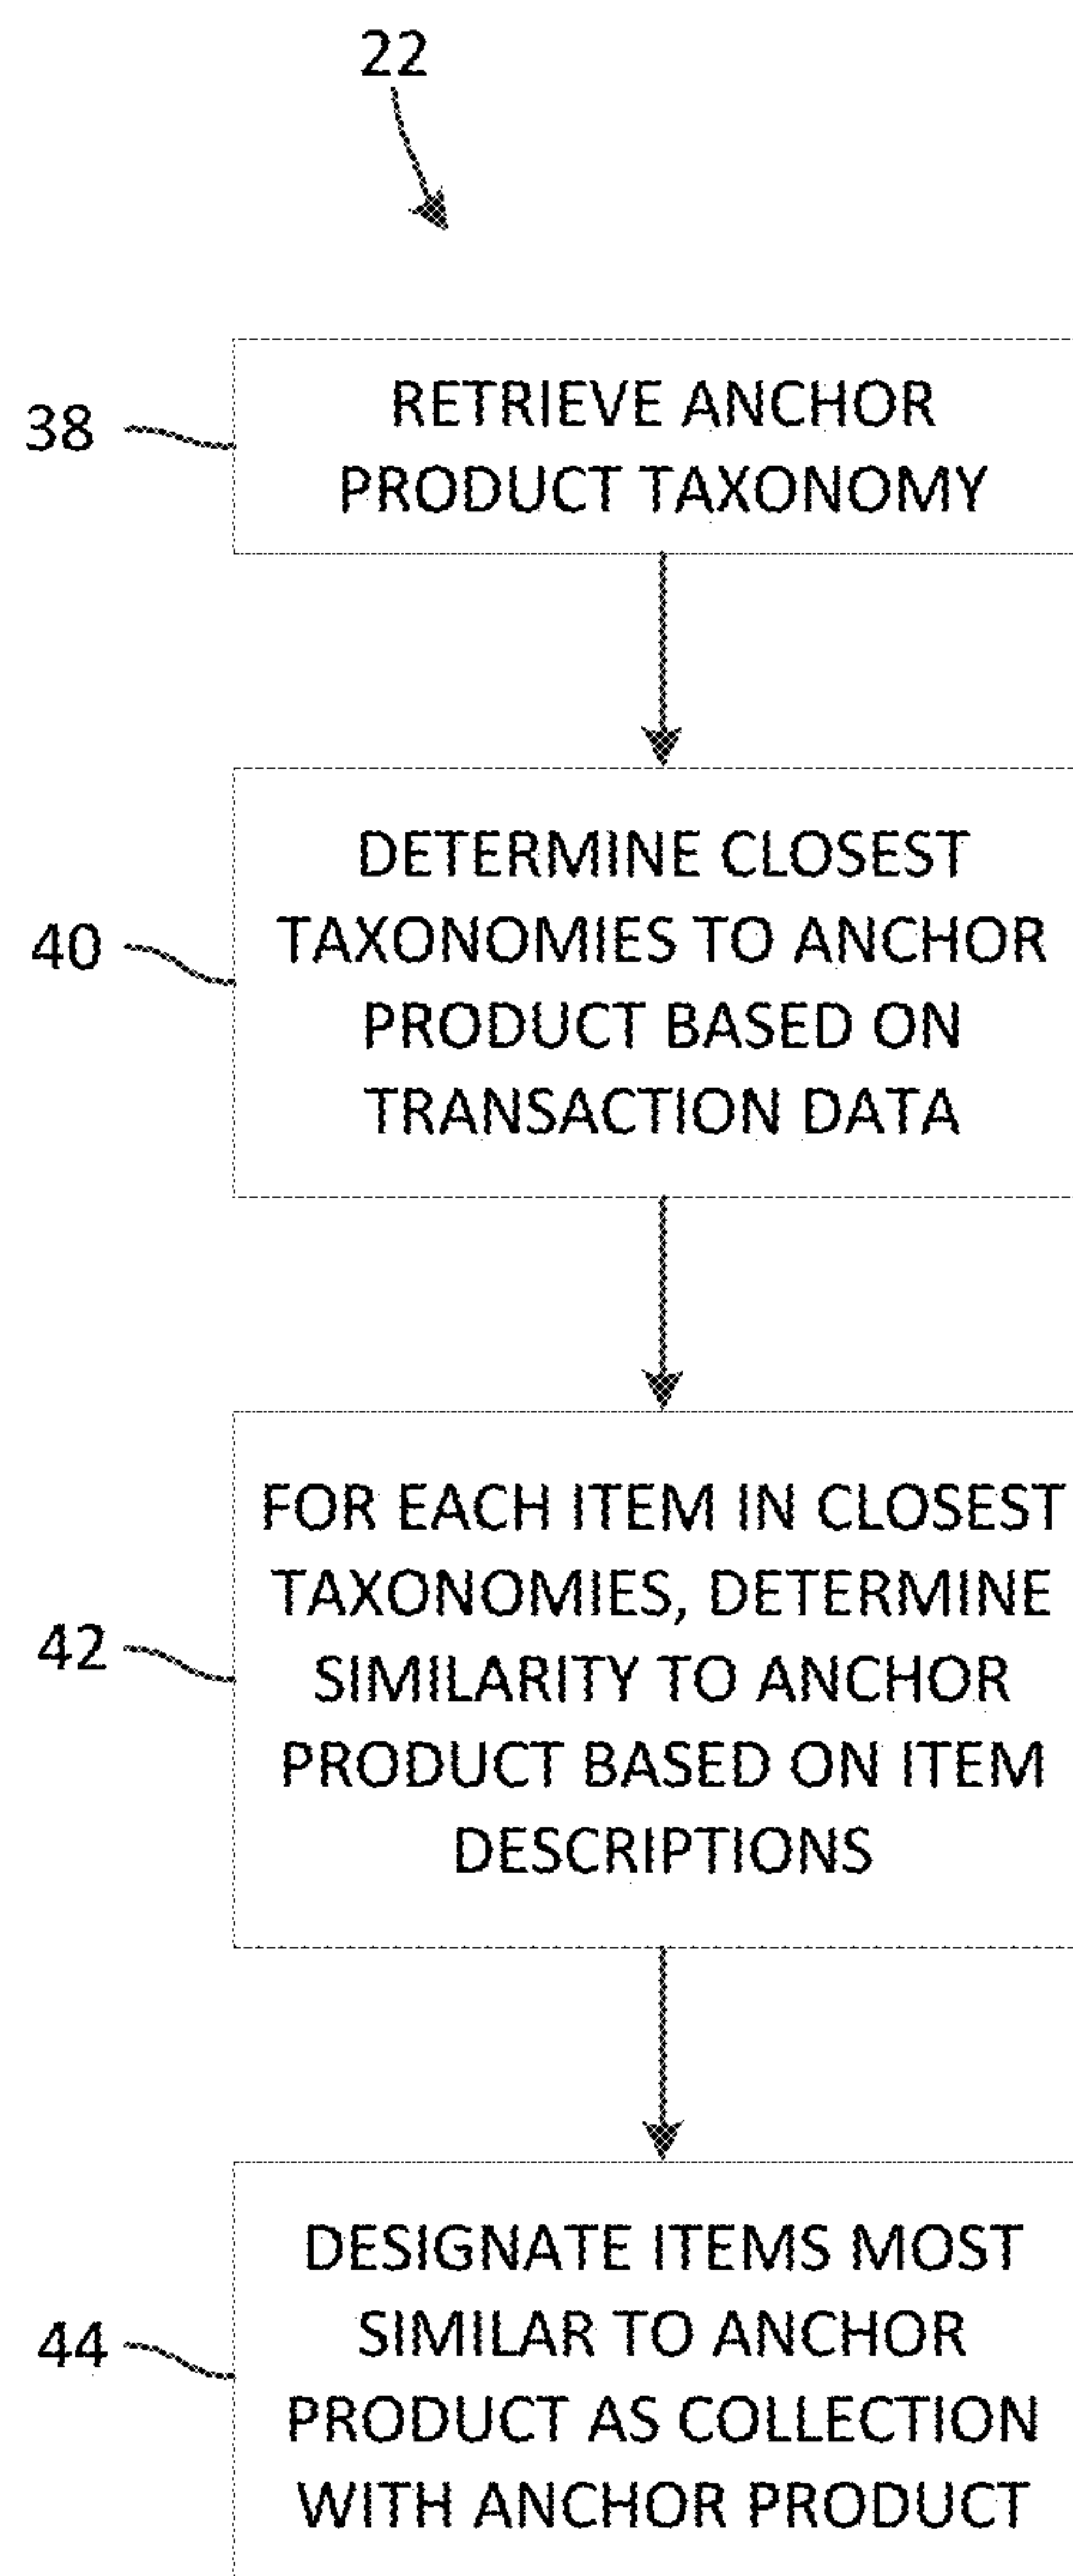 22
38
RETRIEVE ANCHOR
PRODUCT TAXONOMY
40
DETERMINE CLOSEST
TAXONOMIES TO ANCHOR
PRODUCT BASED ON
TRANSACTION DATA
42
FOR EACH ITEM IN CLOSEST
TAXONOMIES, DETERMINE
SIMILARITY TO ANCHOR
PRODUCT BASED ON ITEM
DESCRIPTIONS
44
DESIGNATE ITEMS MOST
SIMILAR TO ANCHOR
PRODUCT AS COLLECTION
WITH ANCHOR PRODUCT